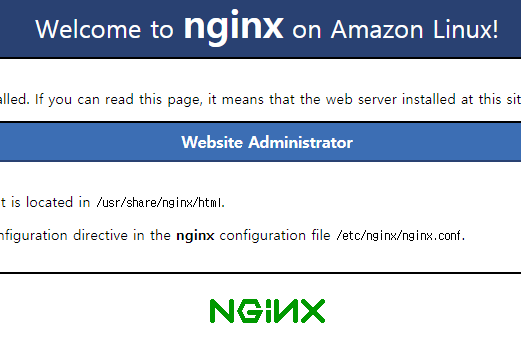 Welcome to nginx on Amazon Linux!
alled. If you can read this page, it means that the web server installed at this sit
Website Administrator
t is located in /usr/share/nginx/html.
nfiguration directive in the nginx configuration file /etc/nginx/nginx.conf.
NGiNX